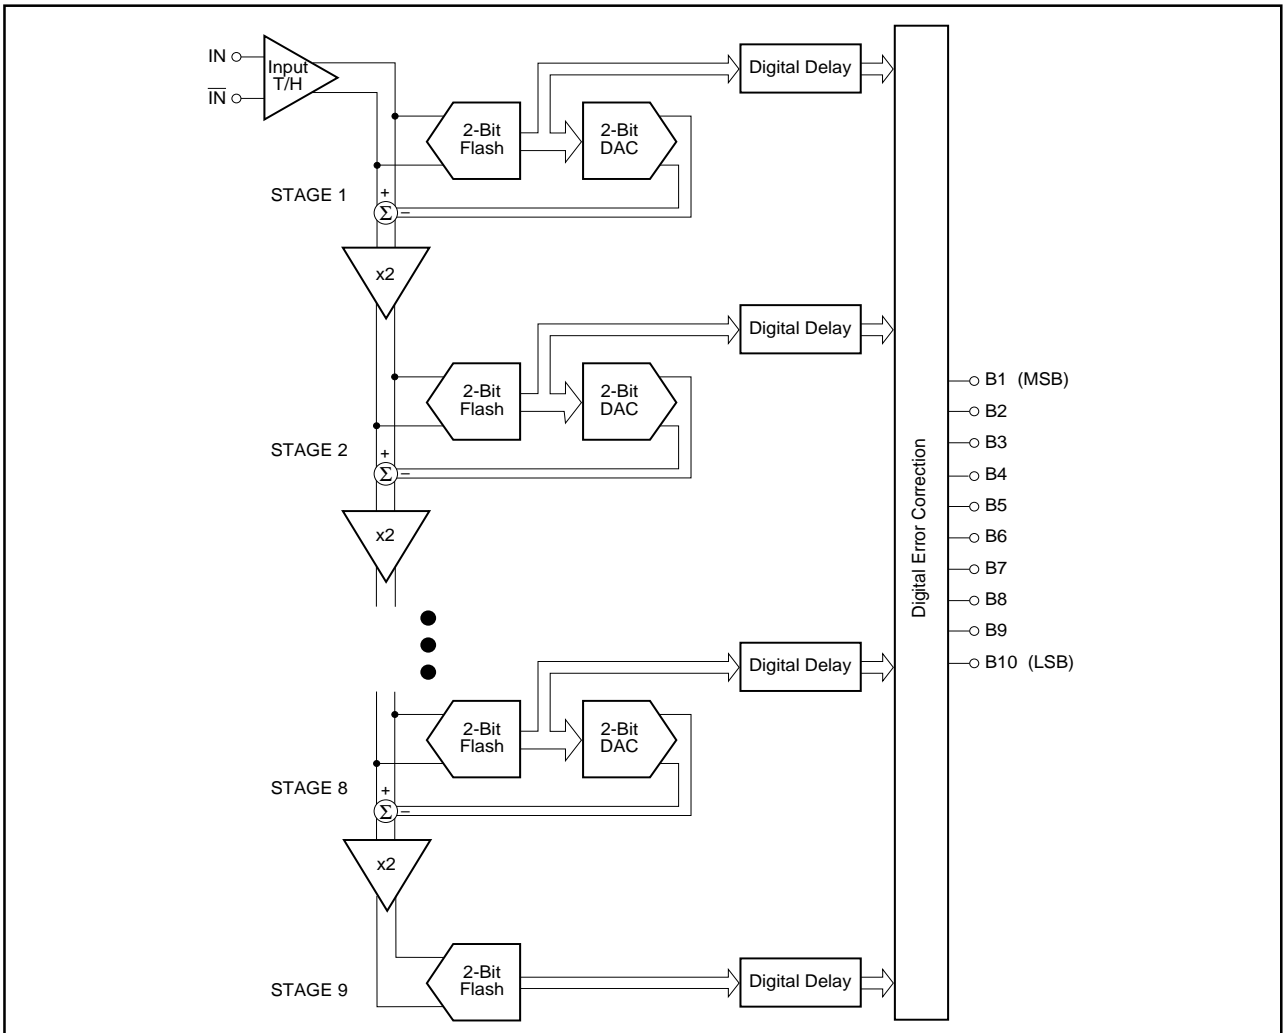 IN
Input
T/H
IN
2-Bit
Flash
2-Bit
DAC
Digital Delay
STAGE 1
+
Σ
–
x2
2-Bit
Flash
2-Bit
DAC
Digital Delay
STAGE 2
+
Σ
–
x2
2-Bit
Flash
2-Bit
DAC
Digital Delay
STAGE 8
+
Σ
–
x2
2-Bit
Flash
Digital Delay
STAGE 9
Digital Error Correction
B1 (MSB)
B2
B3
B4
B5
B6
B7
B8
B9
B10 (LSB)